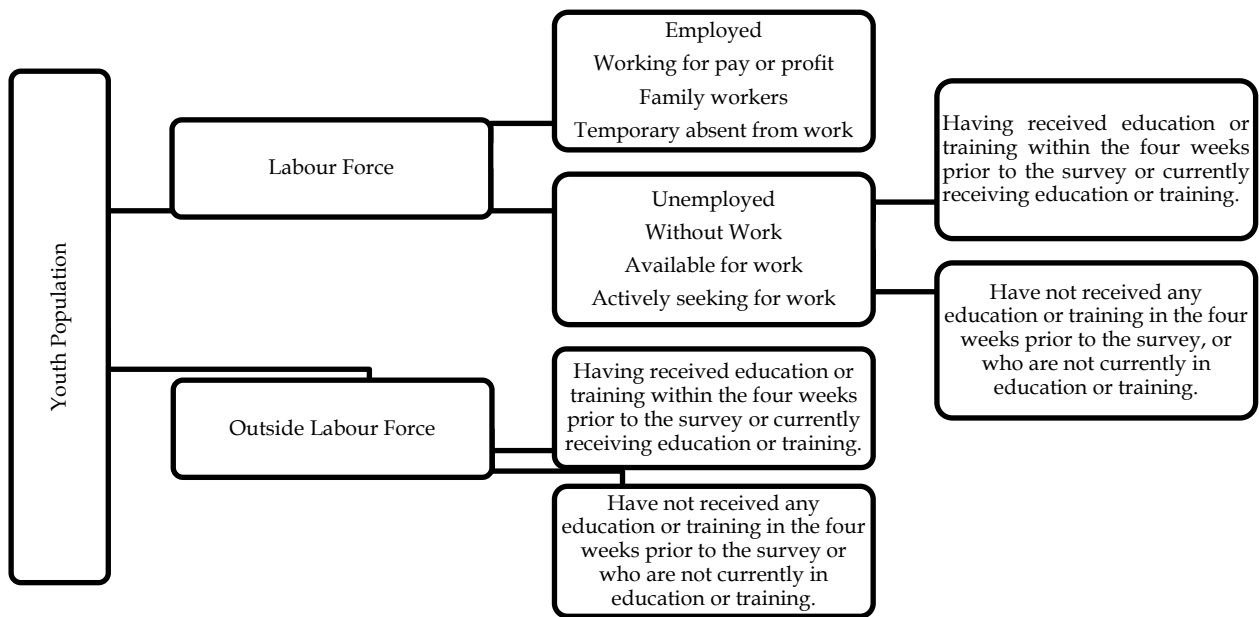 Youth Population
Labour Force
Employed
Working for pay or profit
Family workers
Temporary absent from work
Unemployed
Without Work
Available for work
Actively seeking for work
Having received education or
training within the four weeks
prior to the survey or currently
receiving education or training.
Have not received any
education or training in the four
weeks prior to the survey, or
who are not currently in
education or training.
Outside Labour Force
Having received education or
training within the four weeks
prior to the survey or currently
receiving education or training.
Have not received any
education or training in the four
weeks prior to the survey or
who are not currently in
education or training.